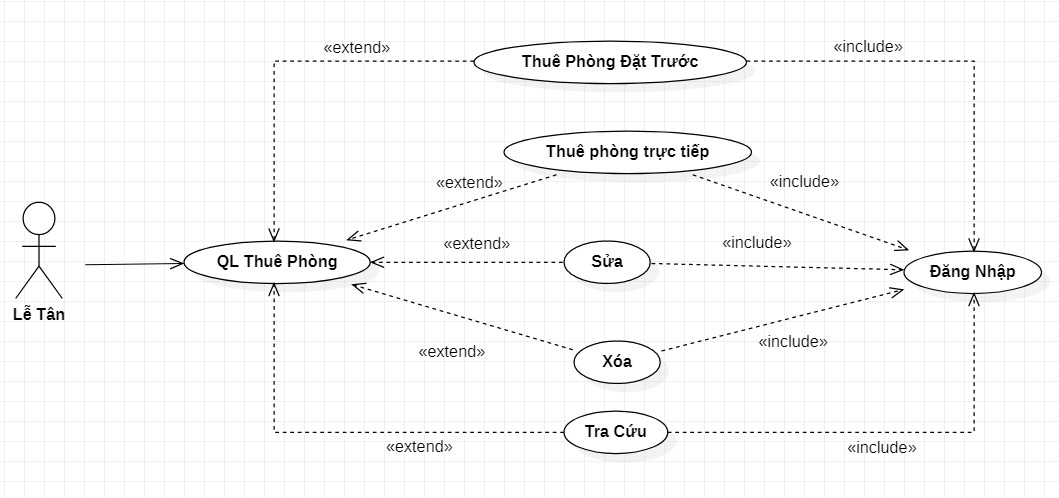 «extend»
«include»
Thuê Phòng Đặt Trước
Thuê phòng trực tiếp
«extend»
«include»
«extend»
«include»
QL Thuê Phòng
Sửa
Đăng Nhập
Lễ Tân
«extend»
«include»
Xóa
Tra Cứu
«extend»
«include»